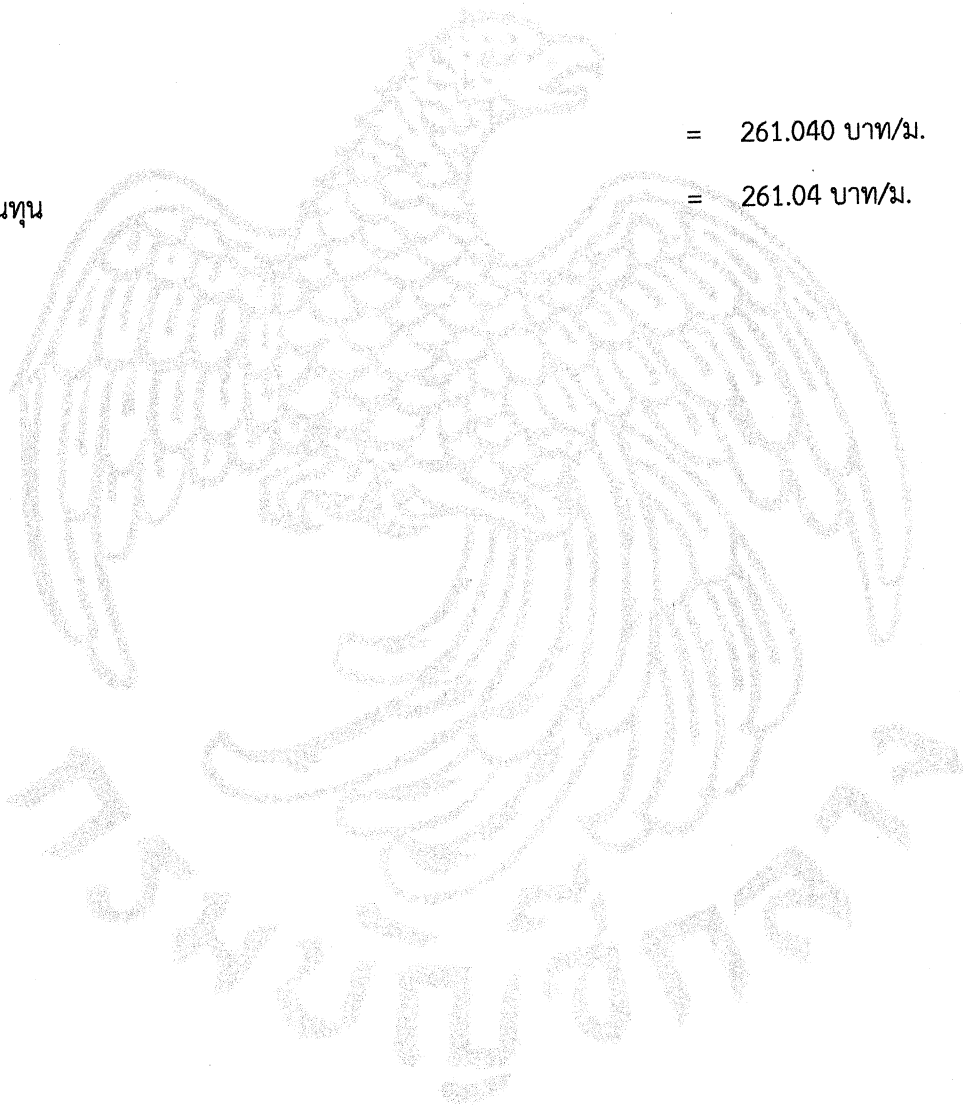 = 261.040 บาท/ม.
นทุน = 261.04 บาท/ม.
กรมบัญชีกลาง